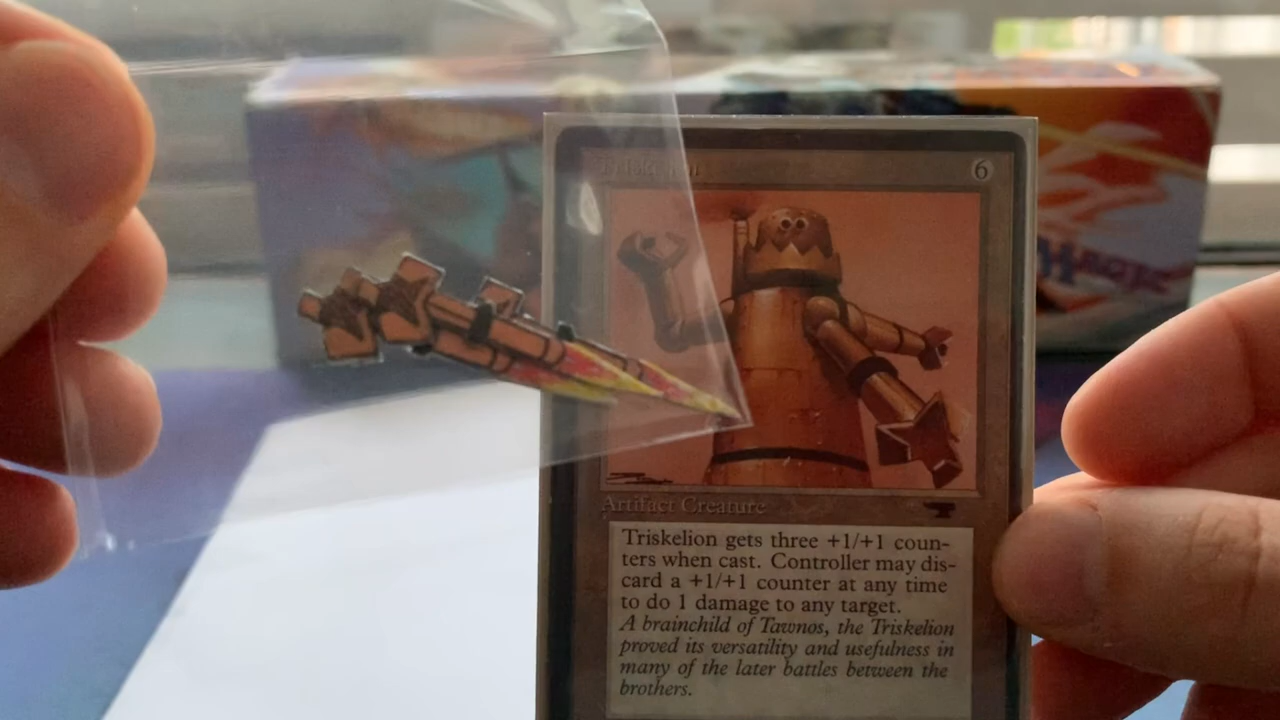 Triskelion 6
Artifact Creature
Triskelion gets three +1/+1 coun-
ters when cast. Controller may dis-
card a +1/+1 counter at any time
to do 1 damage to any target.
A brainchild of Tawnos, the Triskelion
proved its versatility and usefulness in
many of the later battles between the
brothers.
Magic